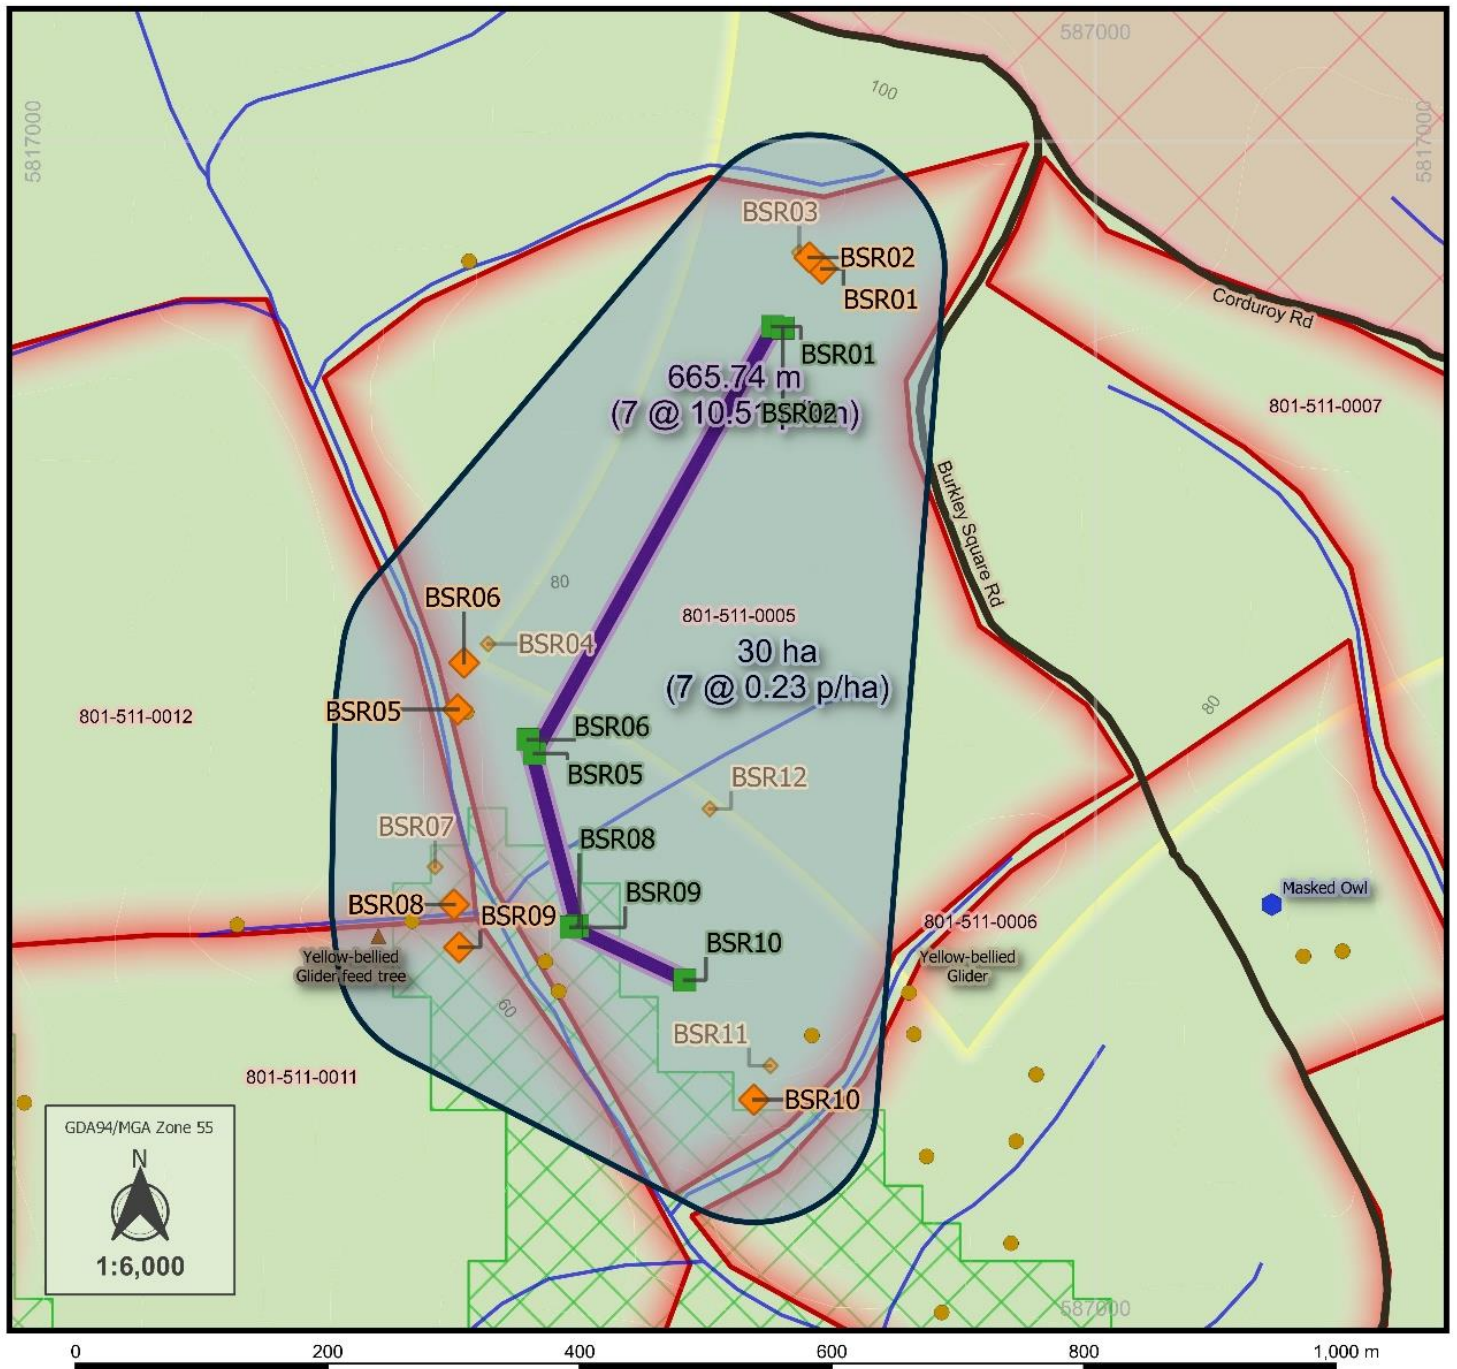 587000
5817000
5817000
100
BSR03
BSR02
BSR01
Corduroy Rd
BSR01
665.74 m
BSR02
801-511-0007
Burkley Square Rd
80
BSR06
BSR04
801-511-0005
30 ha
(7 @ 0.23 p/ha)
BSR05
801-511-0012
80
BSR06
BSR05
BSR12
BSR07
BSR08
BSR08
BSR09
BSR09
Masked Owl
801-511-0006
BSR10
Yellow-bellied
Glider feed tree
Yellow-bellied
Glider
60
BSR11
801-511-0011
BSR10
GDA94/MGA Zone 55
N
1:6,000
587000
0 200 400 600 800 1,000 m